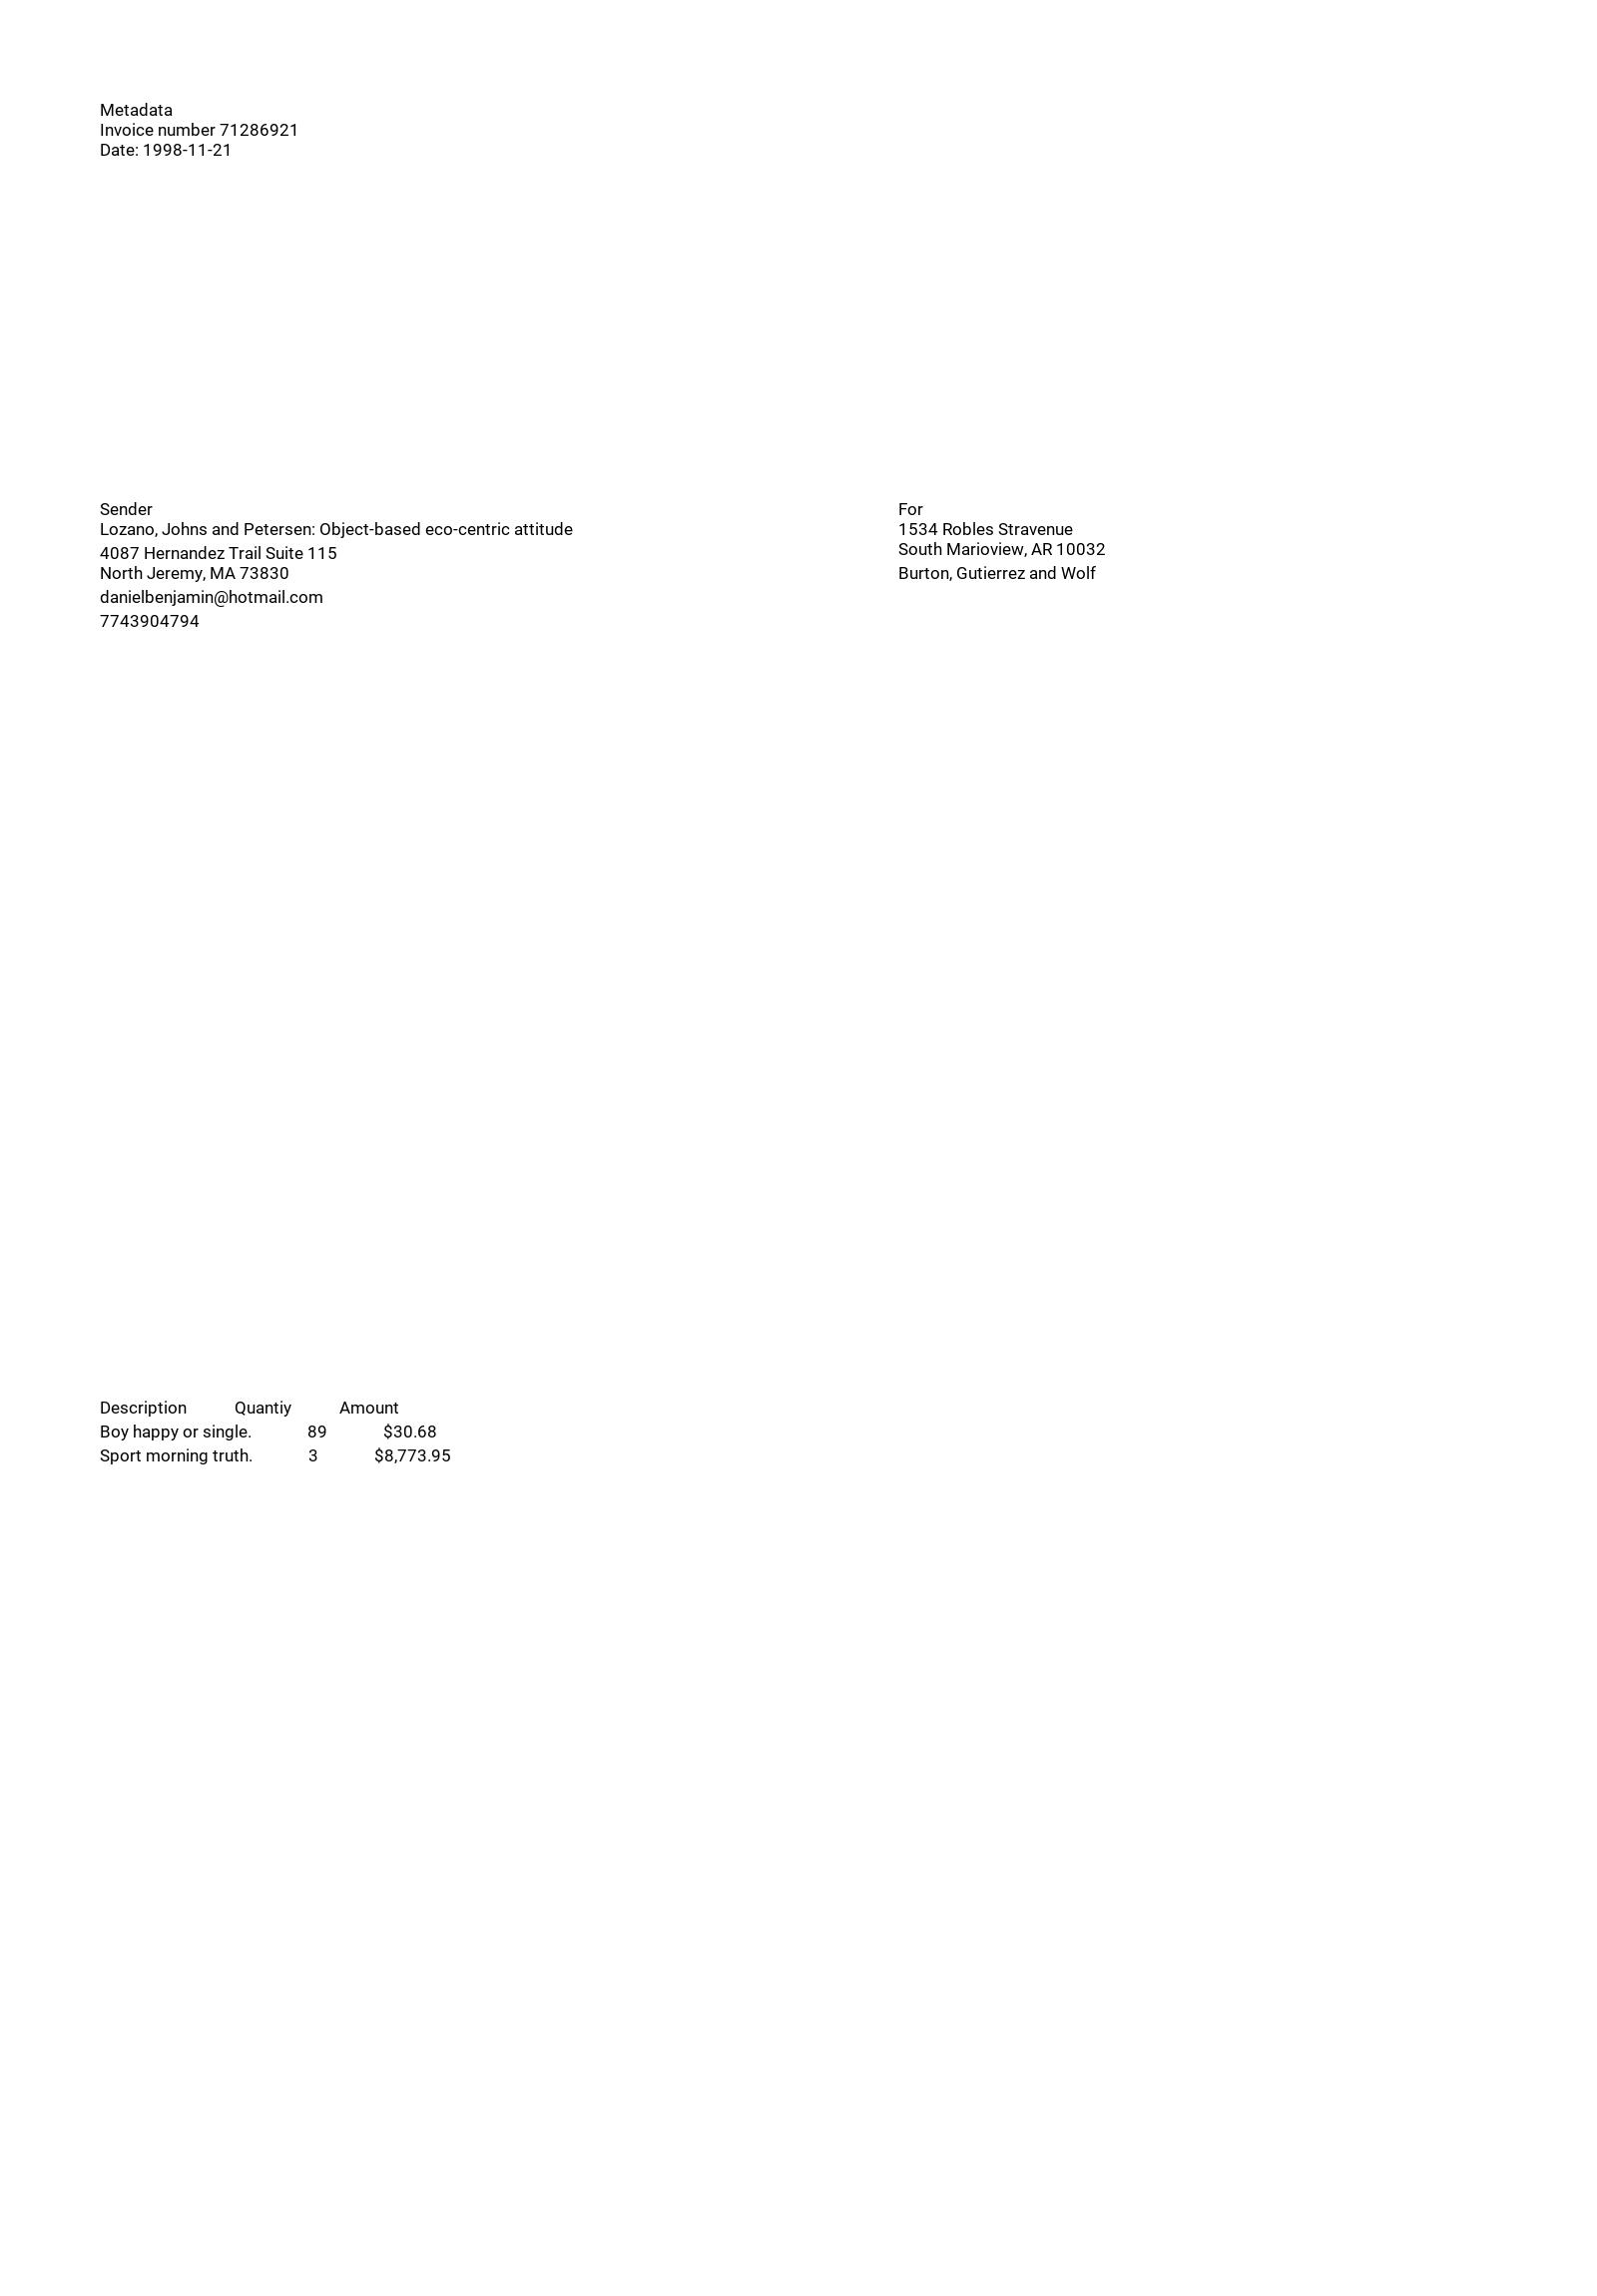 Metadata
Invoice number 71286921
Date: 1998-11-21
Sender
Lozano, Johns and Petersen: Object-based eco-centric attitude
4087 Hernandez Trail Suite 115
North Jeremy, MA 73830
danielbenjamin@hotmail.com
7743904794
For
1534 Robles Stravenue
South Marioview, AR 10032
Burton, Gutierrez and Wolf
Description Quantiy Amount
Boy happy or single. 89 $30.68
Sport morning truth. 3 $8,773.95